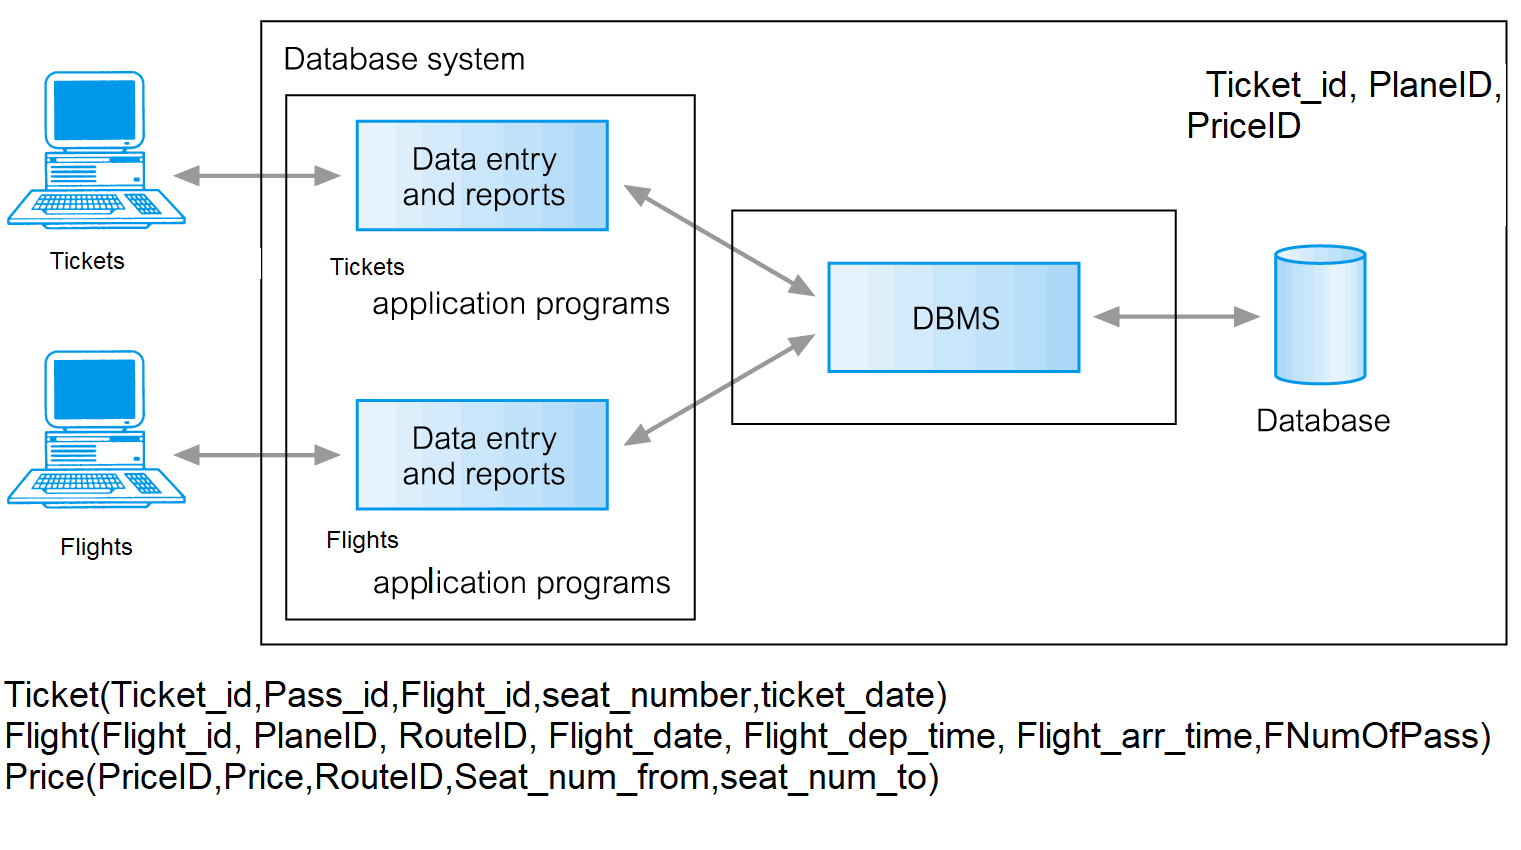 Database system
Ticket_id, PlaneID,
PriceID
Data entry
and reports
Tickets
Tickets
application programs
DBMS
Database
Data entry
and reports
Flights
Flights
application programs
Ticket(Ticket_id,Pass_id,Flight_id,seat_number,ticket_date)
Flight(Flight_id, PlaneID, RouteID, Flight_date, Flight_dep_time, Flight_arr_time,FNumOfPass)
Price(PriceID,Price,RouteID,Seat_num_from,seat_num_to)